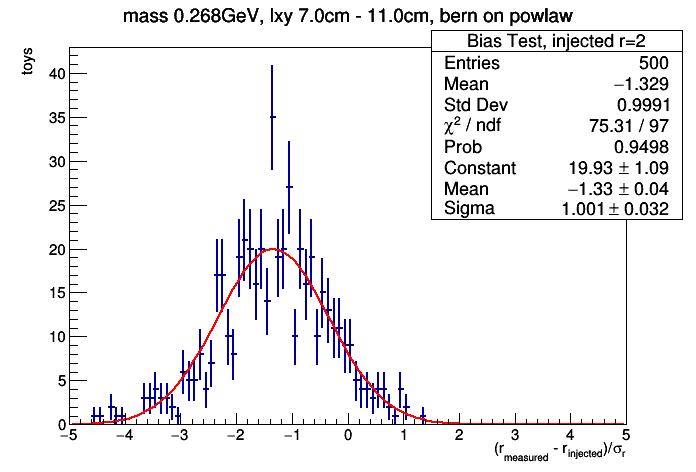 mass 0.268GeV, lxy 7.0cm - 11.0cm, bern on powlaw
Bias Test, injected r=2
Entries 500
Mean −1.329
Std Dev 0.9991
χ² / ndf 75.31 / 97
Prob 0.9498
Constant 19.93 ± 1.09
Mean −1.33 ± 0.04
Sigma 1.001 ± 0.032
toys
40
35
30
25
20
15
10
5
0
−5 −4 −3 −2 −1 0 1 2 3 4 5
(r_measured - r_injected)/σ_r